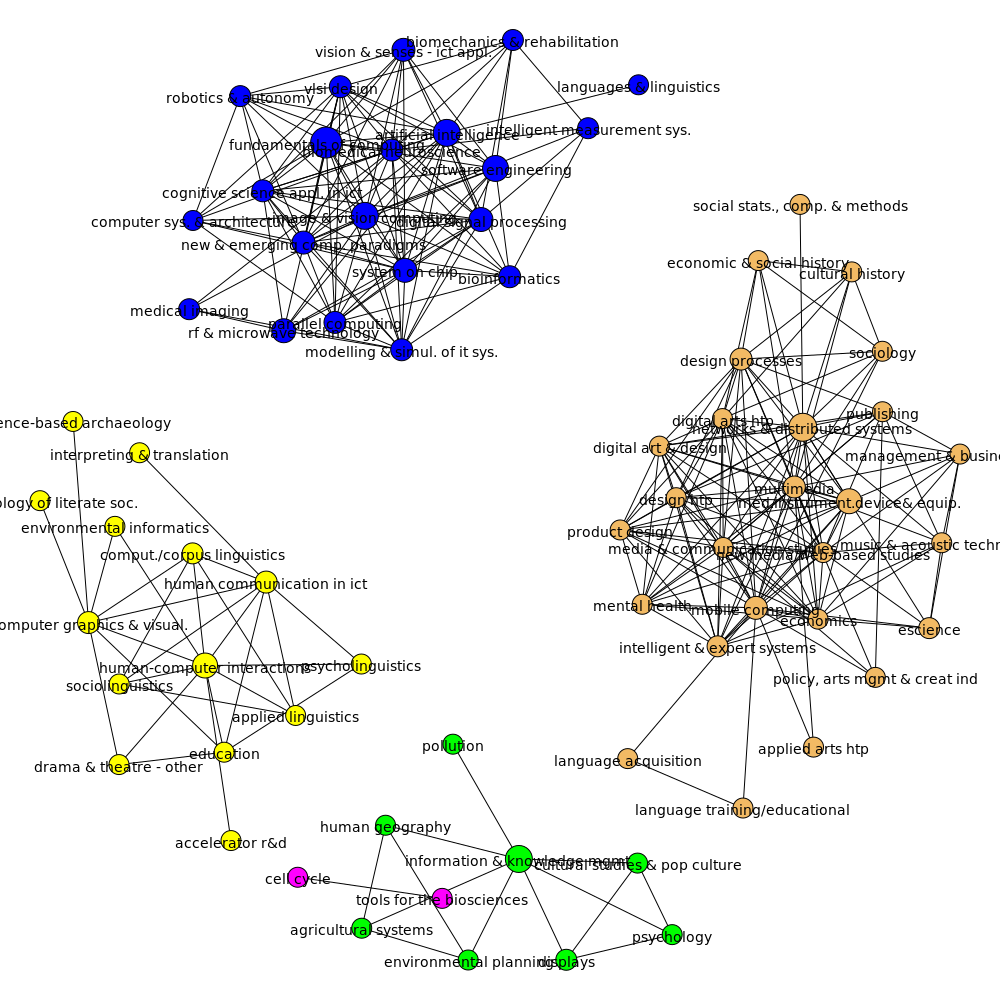 biomechanics & rehabilitation
vision & senses - ict appl.
languages & linguistics
vlsi design
robotics & autonomy
intelligent measurement sys.
artificial intelligence
fundamentals of computing
biomedical neuroscience
software engineering
cognitive science appl. in ict
computer sys. & architecture
image & vision computing
digital signal processing
new & emerging comp. paradigms
system on chip
bioinformatics
medical imaging
parallel computing
rf & microwave technology
modelling & simul. of it sys.
social stats., comp. & methods
economic & social history
cultural history
design processes
sociology
publishing
digital arts htp
networks & distributed systems
digital art & design
management & busin
multimedia
design htp
med.instrument.device& equip.
product design
music & acoustic techn
media & communication studies
new media/web-based studies
mental health
mobile computing
economics
escience
intelligent & expert systems
policy, arts mgmt & creat ind
applied arts htp
language acquisition
language training/educational
ence-based archaeology
interpreting & translation
ology of literate soc.
environmental informatics
comput./corpus linguistics
human communication in ict
omputer graphics & visual.
human-computer interactions
psycholinguistics
sociolinguistics
applied linguistics
education
drama & theatre - other
accelerator r&d
pollution
human geography
information & knowledge mgmt
cultural studies & pop culture
cell cycle
tools for the biosciences
agricultural systems
psychology
environmental planning
displays